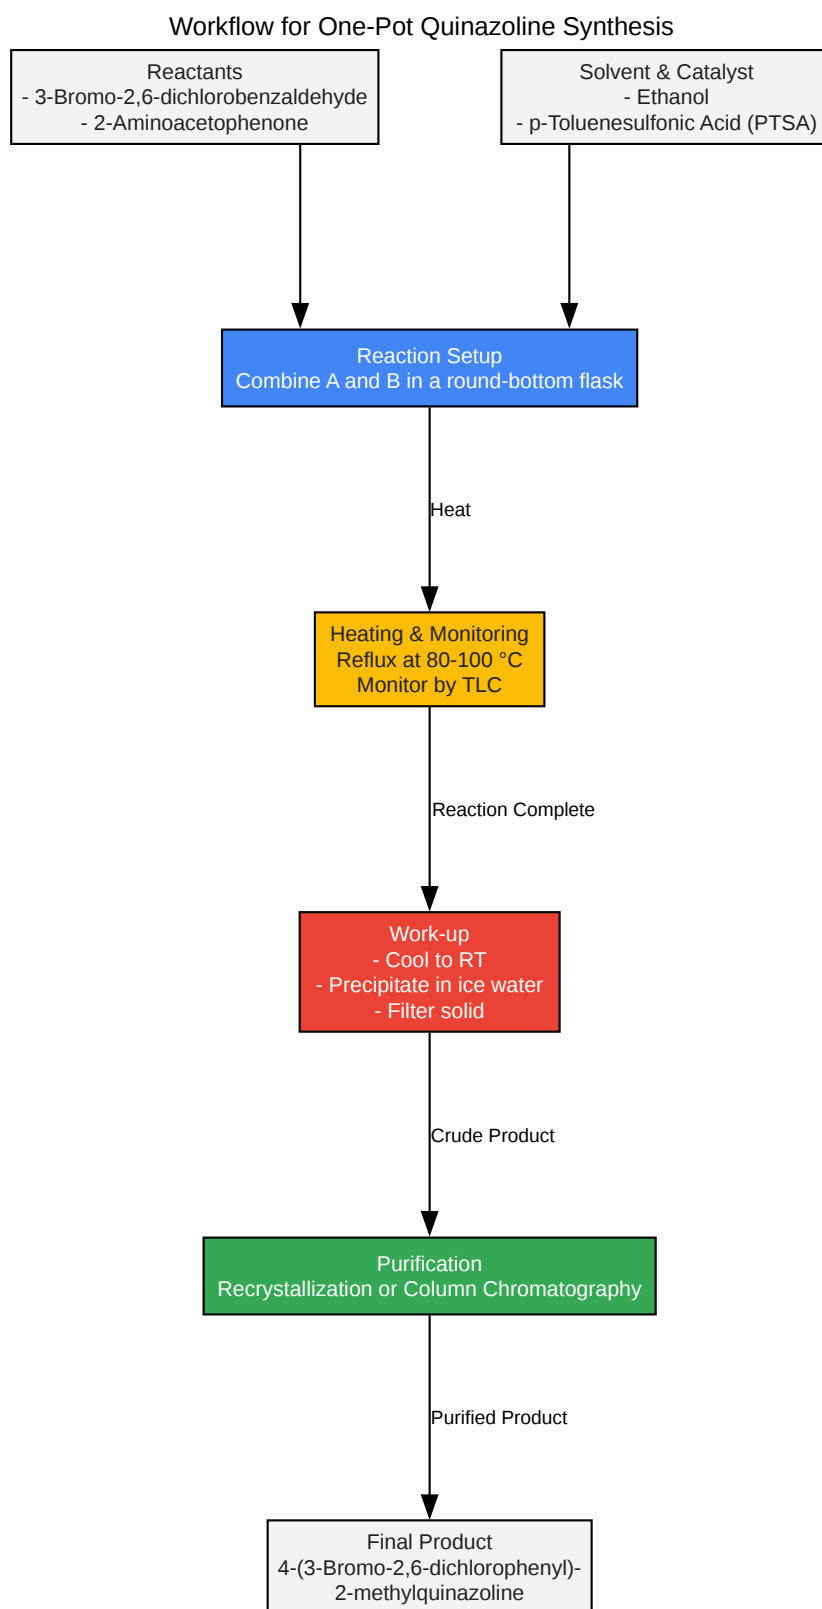 Workflow for One-Pot Quinazoline Synthesis
Reactants
- 3-Bromo-2,6-dichlorobenzaldehyde
- 2-Aminoacetophenone
Solvent & Catalyst
- Ethanol
- p-Toluenesulfonic Acid (PTSA)
Reaction Setup
Combine A and B in a round-bottom flask
Heat
Heating & Monitoring
Reflux at 80-100 °C
Monitor by TLC
Reaction Complete
Work-up
- Cool to RT
- Precipitate in ice water
- Filter solid
Crude Product
Purification
Recrystallization or Column Chromatography
Purified Product
Final Product
4-(3-Bromo-2,6-dichlorophenyl)-
2-methylquinazoline